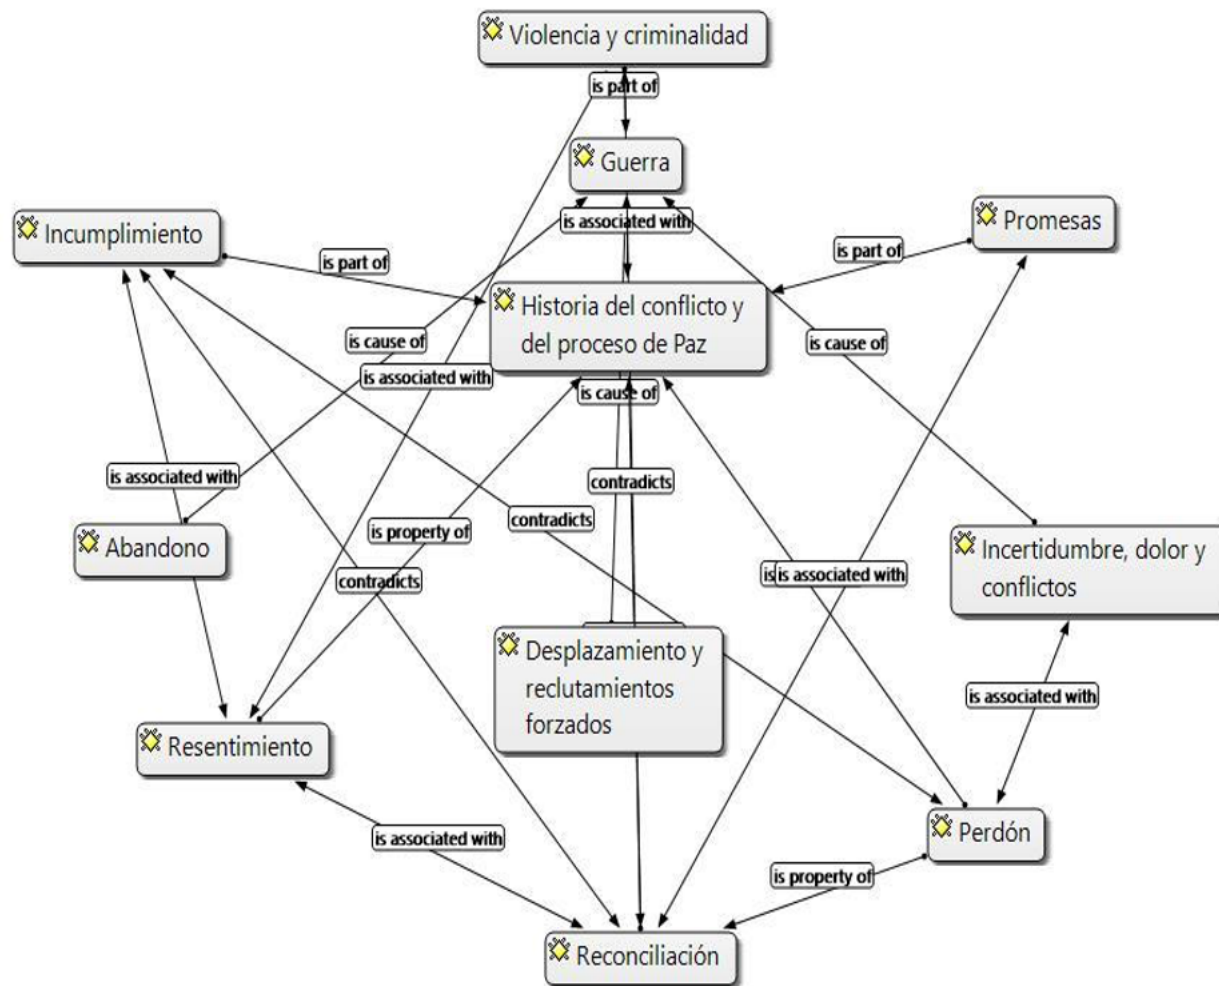 Violencia y criminalidad
is part of
Guerra
is associated with
Incumplimiento
Promesas
is part of
is part of
Historia del conflicto y
del proceso de Paz
is cause of
is cause of
is associated with
is cause of
is associated with
contradicts
contradicts
is property of
Abandono
Incertidumbre, dolor y
conflictos
contradicts
is associated with
Desplazamiento y
reclutamientos
forzados
is associated with
Resentimiento
Perdón
is associated with
is property of
Reconciliación